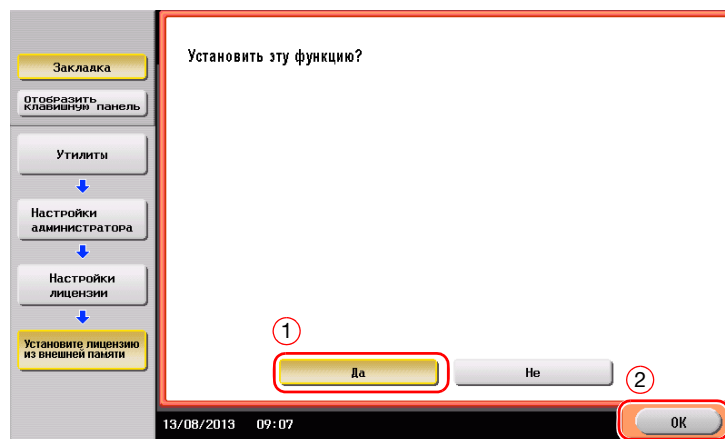 Закладка
Отобразить
клавишную панель
Утилиты
Настройки
администратора
Настройки
лицензии
Установите лицензию
из внешней памяти
Установить эту функцию?
1
Да
Не
2
13/08/2013 09:07
OK